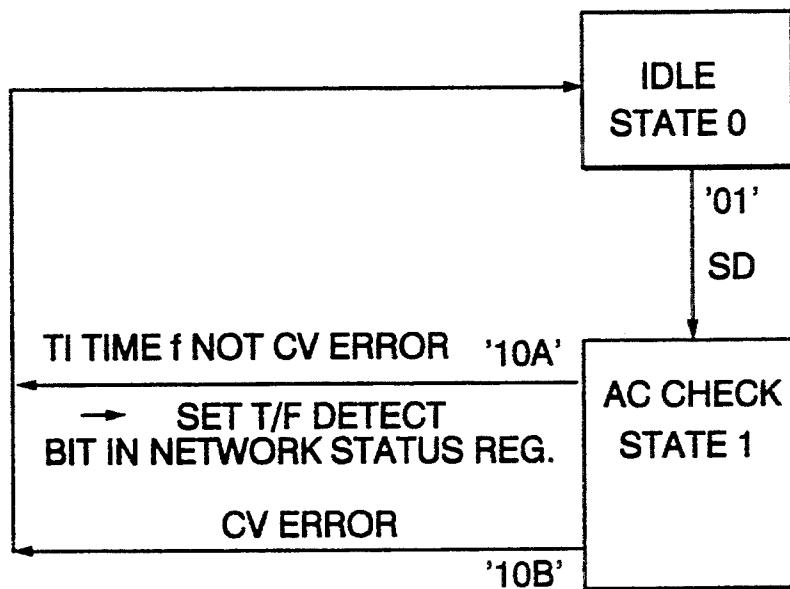 IDLE
STATE 0
'01'
SD
TI TIME f NOT CV ERROR '10A'
AC CHECK
STATE 1
→ SET T/F DETECT
BIT IN NETWORK STATUS REG.
CV ERROR
'10B'